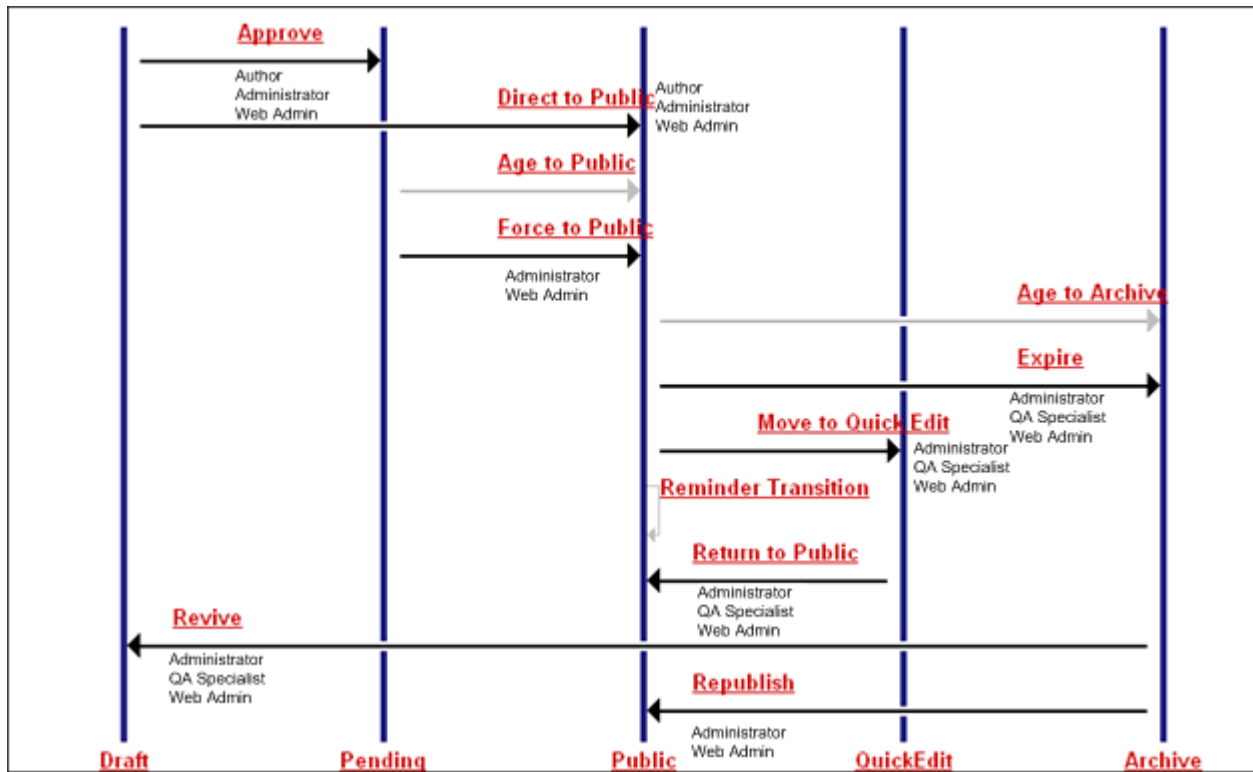 Approve
Author
Administrator
Web Admin
Direct to Public
Author
Administrator
Web Admin
Age to Public
Force to Public
Administrator
Web Admin
Age to Archive
Expire
Administrator
QA Specialist
Web Admin
Move to Quick Edit
Administrator
QA Specialist
Web Admin
Reminder Transition
Return to Public
Administrator
QA Specialist
Web Admin
Revive
Administrator
QA Specialist
Web Admin
Republish
Administrator
Web Admin
Draft
Pending
Public
QuickEdit
Archive